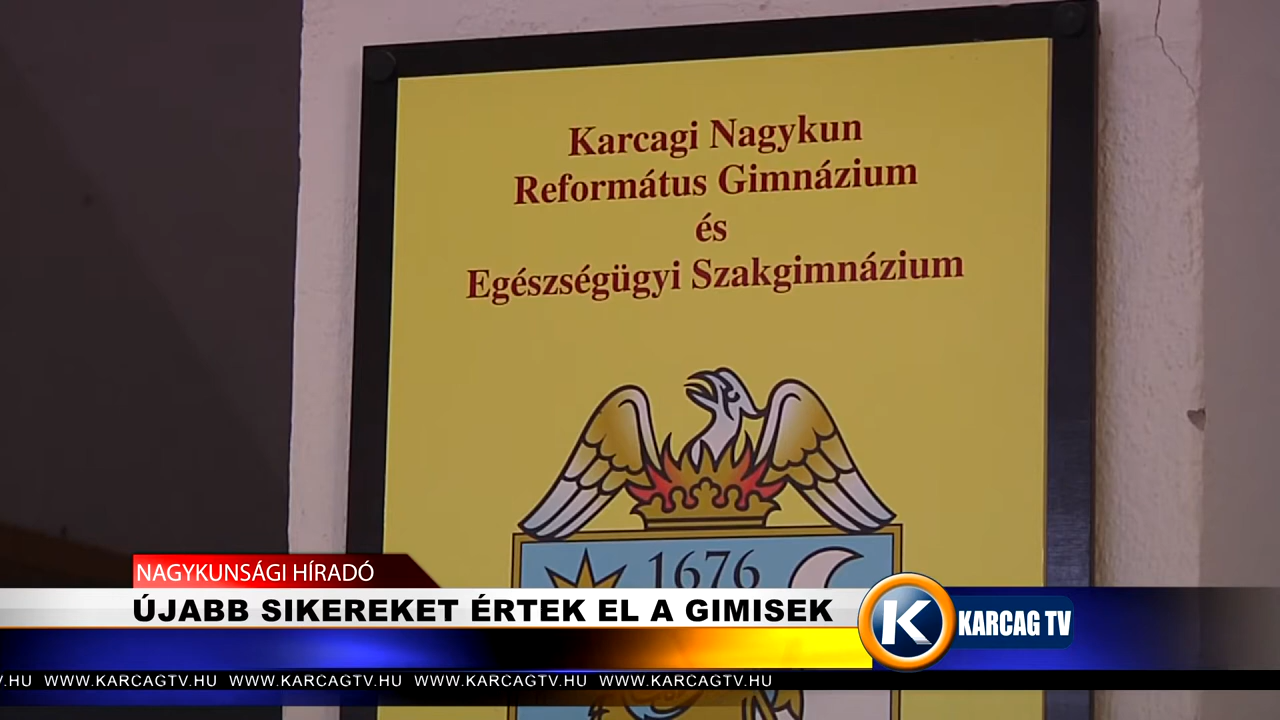 Karcagi Nagykun
Református Gimnázium
és
Egészségügyi Szakgimnázium
1676
NAGYKUNSÁGI HÍRADÓ
ÚJABB SIKEREKET ÉRTEK EL A GIMISEK
K KARCAG TV
V.HU WWW.KARCAGTV.HU WWW.KARCAGTV.HU WWW.KARCAGTV.HU WWW.KARCAGTV.HU